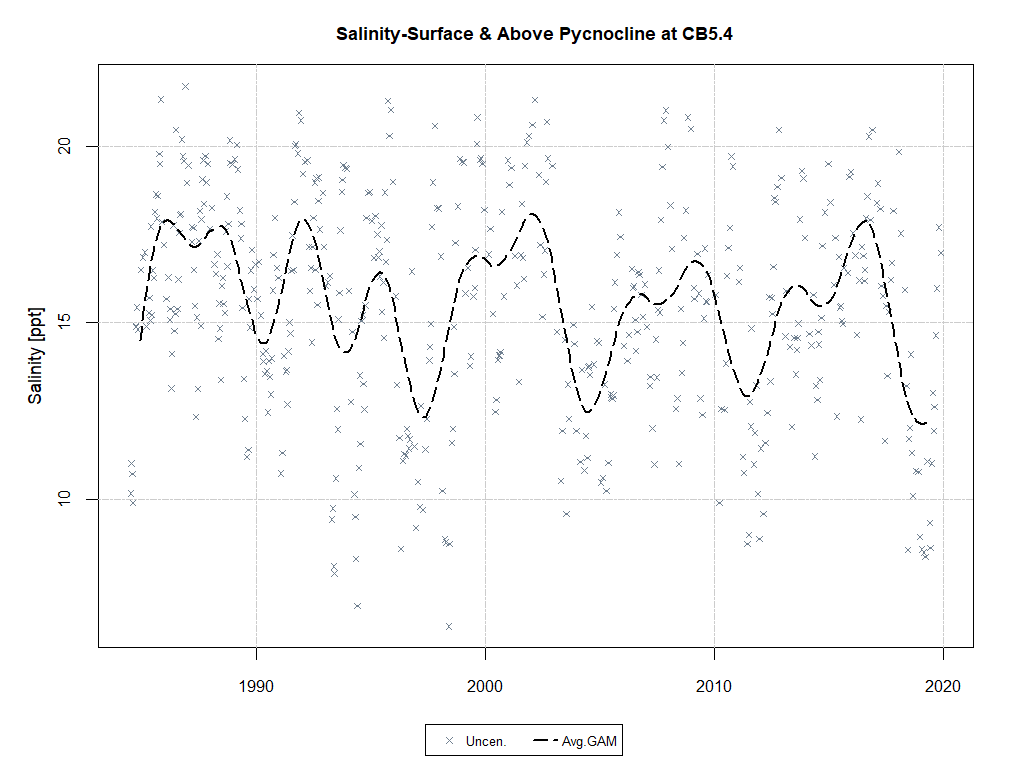 Salinity-Surface & Above Pycnocline at CB5.4
Salinity [ppt]
20
15
10
1990 2000 2010 2020
Uncen. Avg.GAM